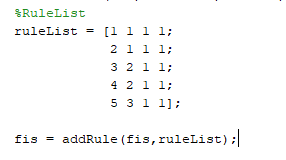 %RuleList
ruleList = [1 1 1 1;
2 1 1 1;
3 2 1 1;
4 2 1 1;
5 3 1 1];
fis = addRule(fis,ruleList);